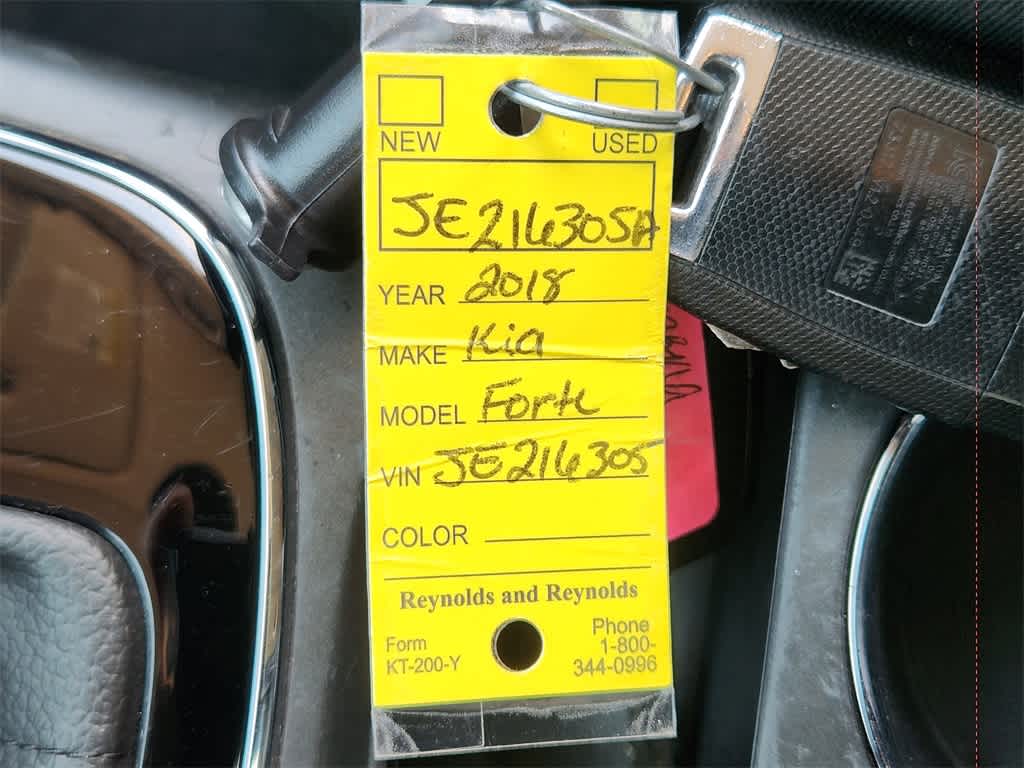 NEW USED
JE216305A
YEAR 2018
MAKE Kia
MODEL Forte
VIN JE216305
COLOR
Reynolds and Reynolds
Form
KT-200-Y
Phone
1-800-
344-0996